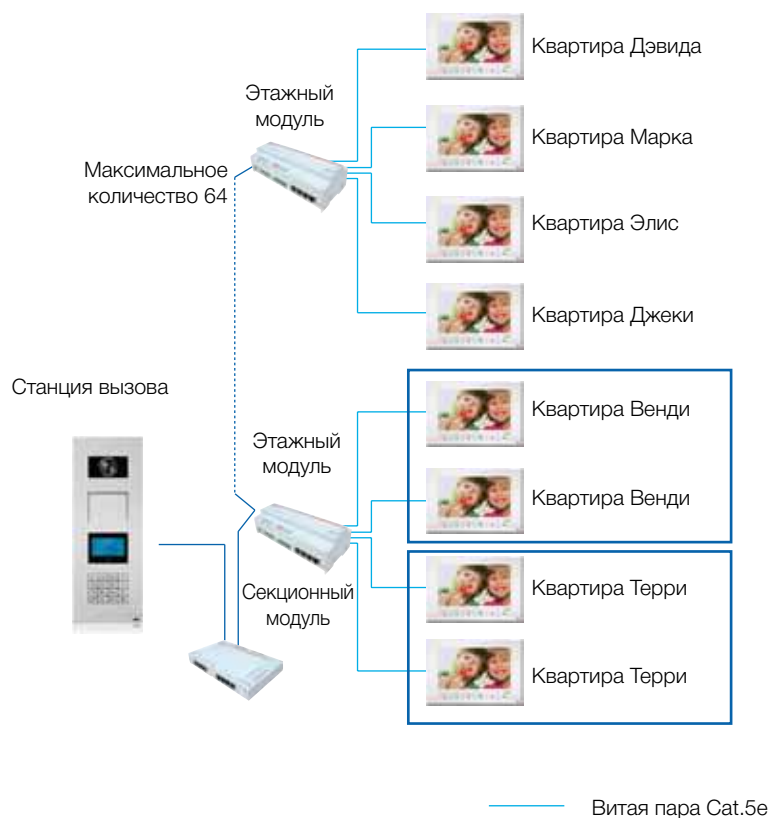 Квартира Дэвида
Этажный
модуль
Квартира Марка
Максимальное
количество 64
Квартира Элис
Квартира Джеки
Станция вызова
Квартира Венди
Этажный
модуль
Квартира Венди
Секционный
модуль
Квартира Терри
Квартира Терри
Витая пара Cat.5e